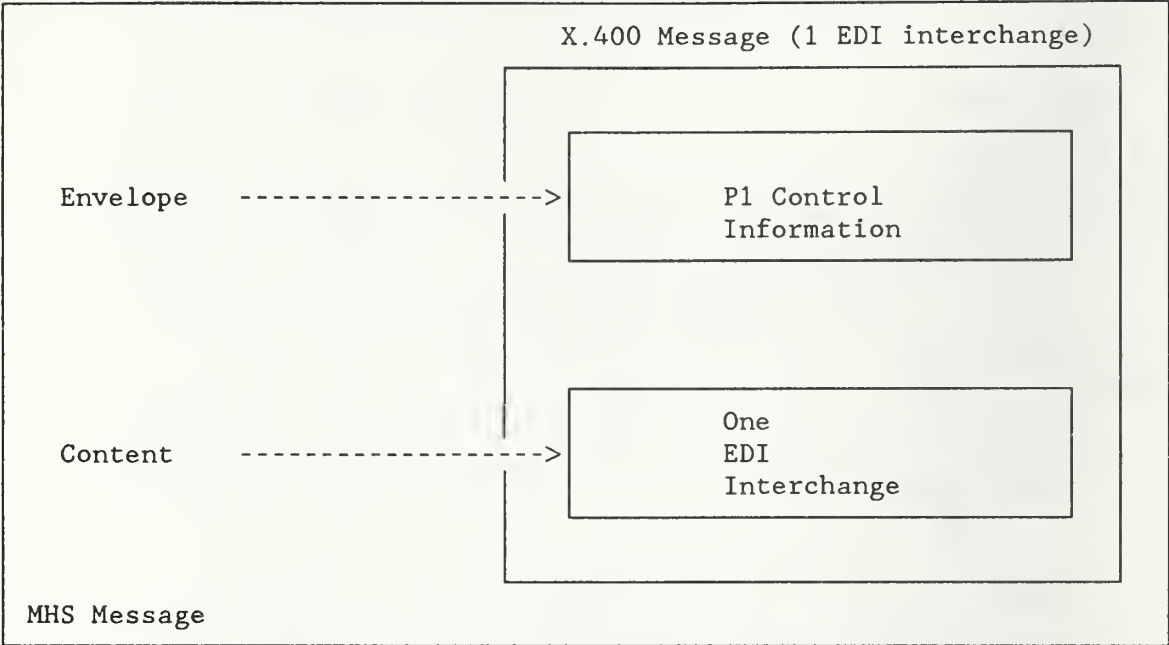 X.400 Message (1 EDI interchange)
Envelope
P1 Control
Information
Content
One
EDI
Interchange
MHS Message